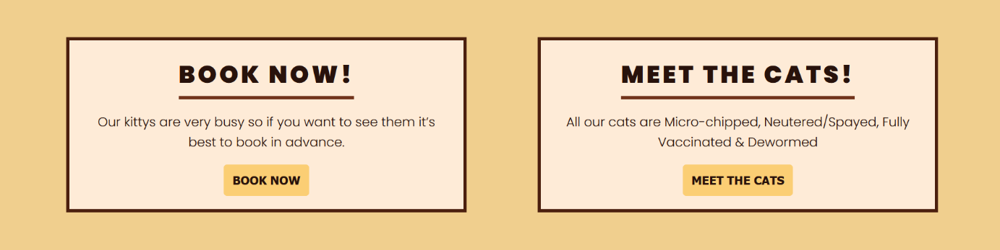 BOOK NOW!
Our kittys are very busy so if you want to see them it’s
best to book in advance.
BOOK NOW
MEET THE CATS!
All our cats are Micro-chipped, Neutered/Spayed, Fully
Vaccinated & Dewormed
MEET THE CATS